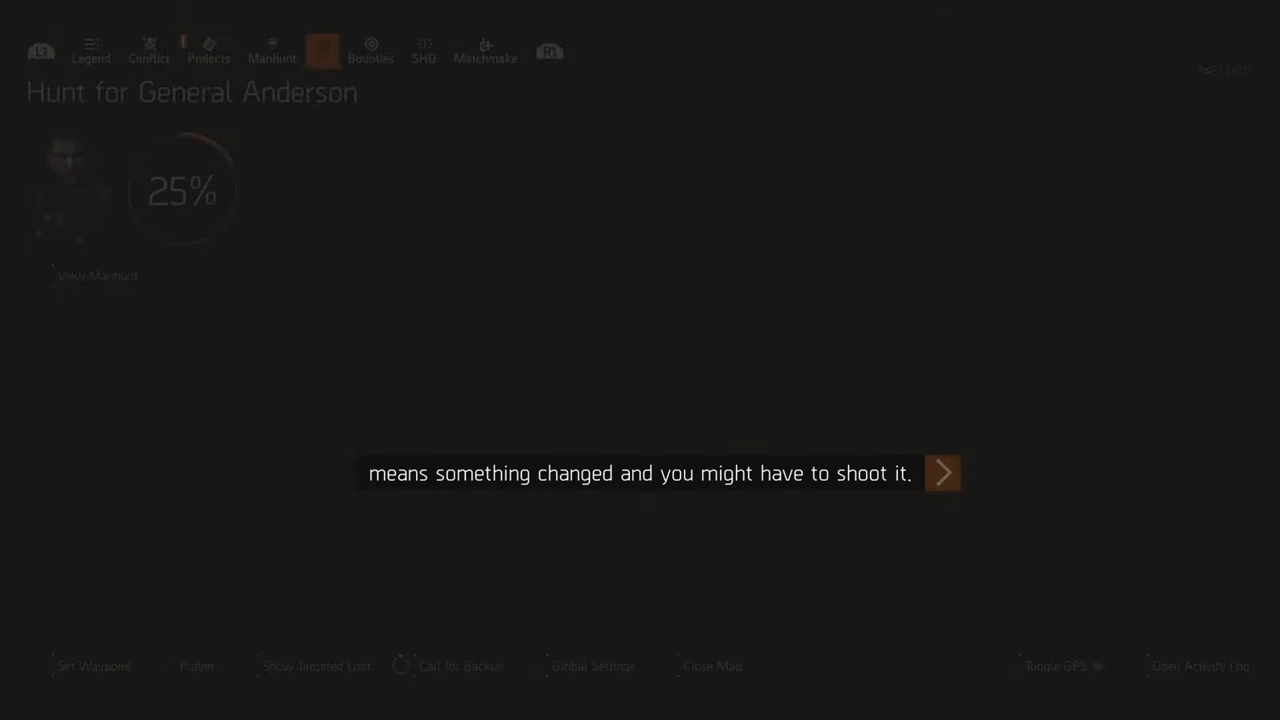 L1 Legend Conflict Projects Manhunt Bounties SHD Matchmake R1
Hunt for General Anderson
25%
View Manhunt
means something changed and you might have to shoot it.
Set Waypoint Player Show Targeted Loot Call for Backup Global Settings Close Map Toggle GPS Open Activity Log